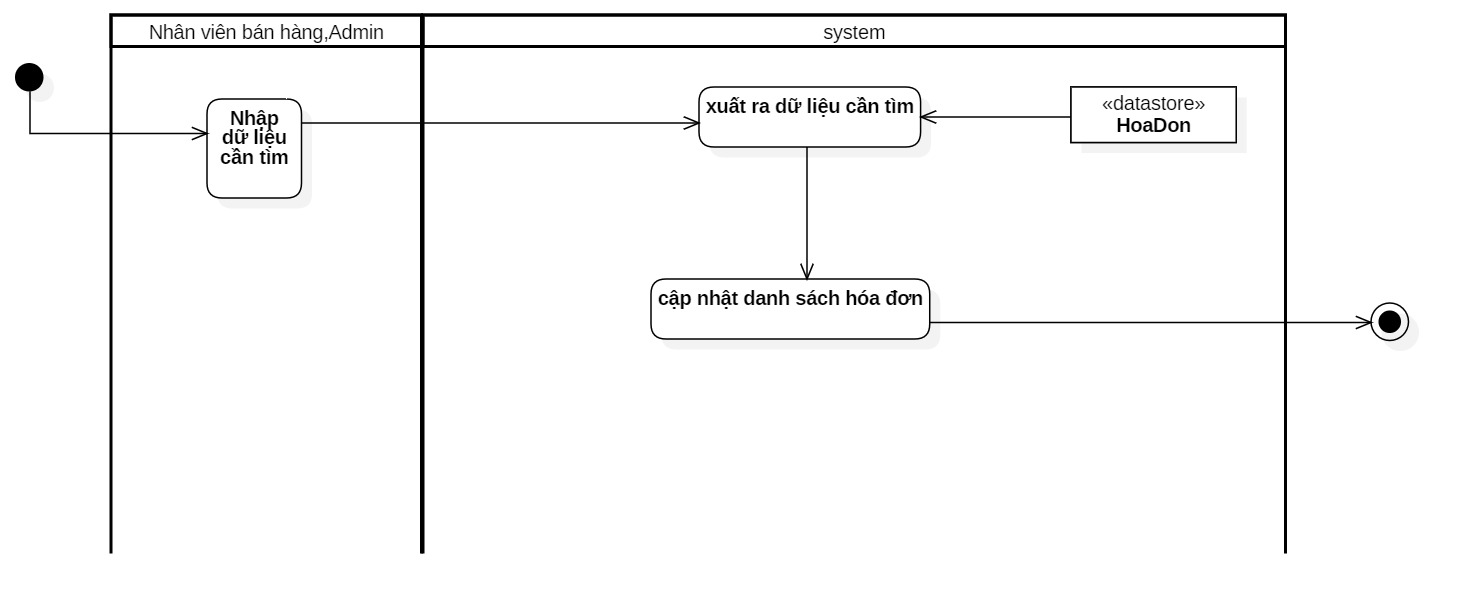 Nhân viên bán hàng,Admin
system
Nhập
dữ liệu
cần tìm
xuất ra dữ liệu cần tìm
«datastore»
HoaDon
cập nhật danh sách hóa đơn